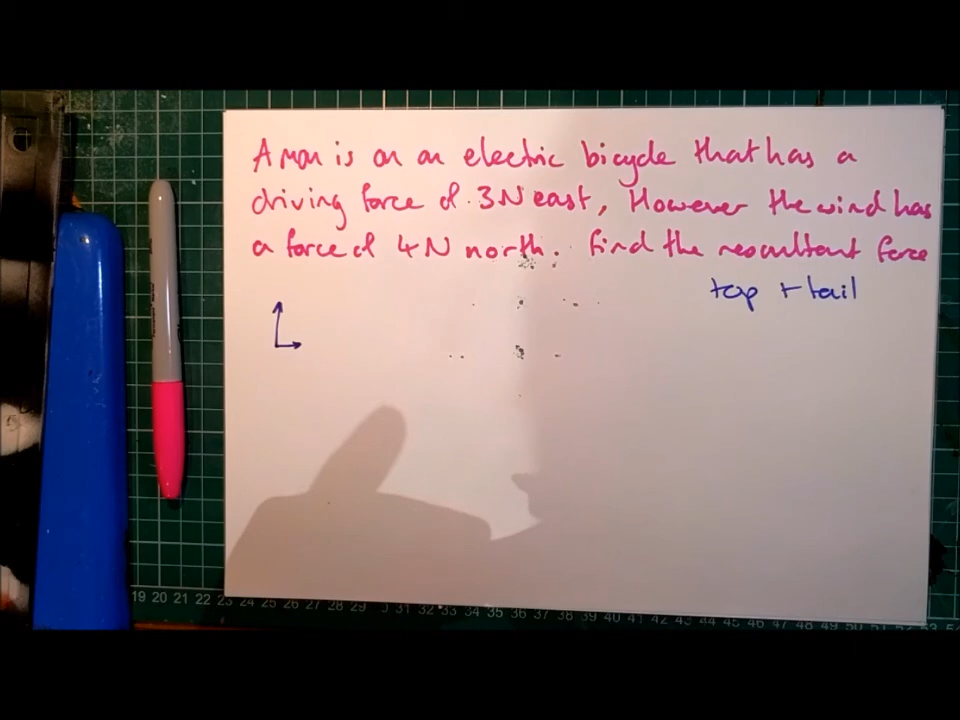 A man is on an electric bicycle that has a
driving force of 3N east, However the wind has
a force of 4N north. find the resultant force
top + tail
19 20 21 22 23 24 25 26 27 28 29 31 32 33 34 35 36 37 38 39 40 41 42 43 44 45 46 47 48 49 50 51 52 53